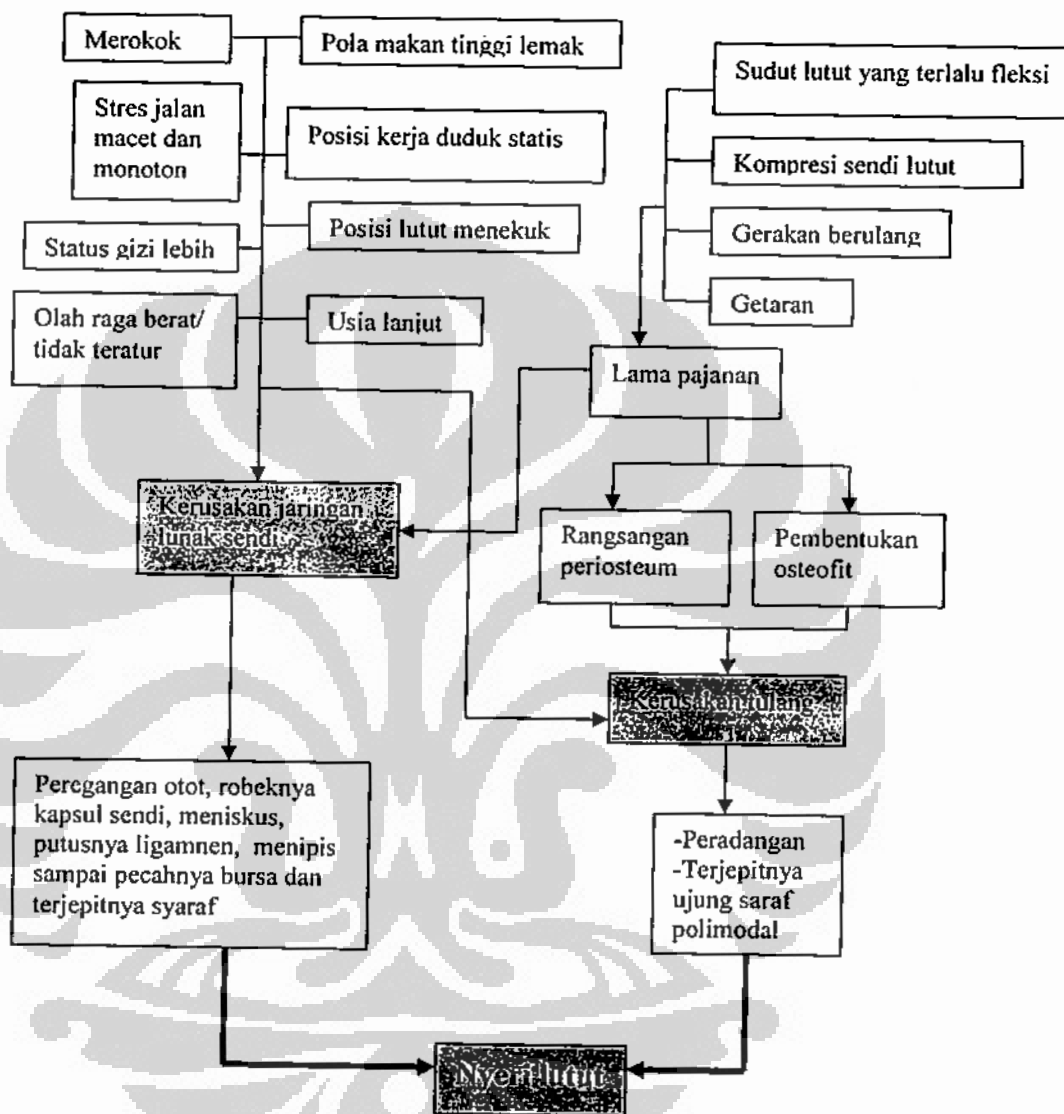 Merokok
Pola makan tinggi lemak
Sudut lutut yang terlalu fleksi
Stres jalan
macet dan
monoton
Posisi kerja duduk statis
Kompresi sendi lutut
Status gizi lebih
Posisi lutut menekuk
Gerakan berulang
Getaran
Olah raga berat/
tidak teratur
Usia lanjut
Lama pajanan
Kerusakan jaringan
lunak sendi
Rangsangan
periosteum
Pembentukan
osteofit
Kerusakan tulang
Peregangan otot, robeknya
kapsul sendi, meniskus,
putusnya ligamnen, menipis
sampai pecahnya bursa dan
terjepitnya syaraf
-Peradangan
-Terjepitnya
ujung saraf
polimodal
Nyeri lutut